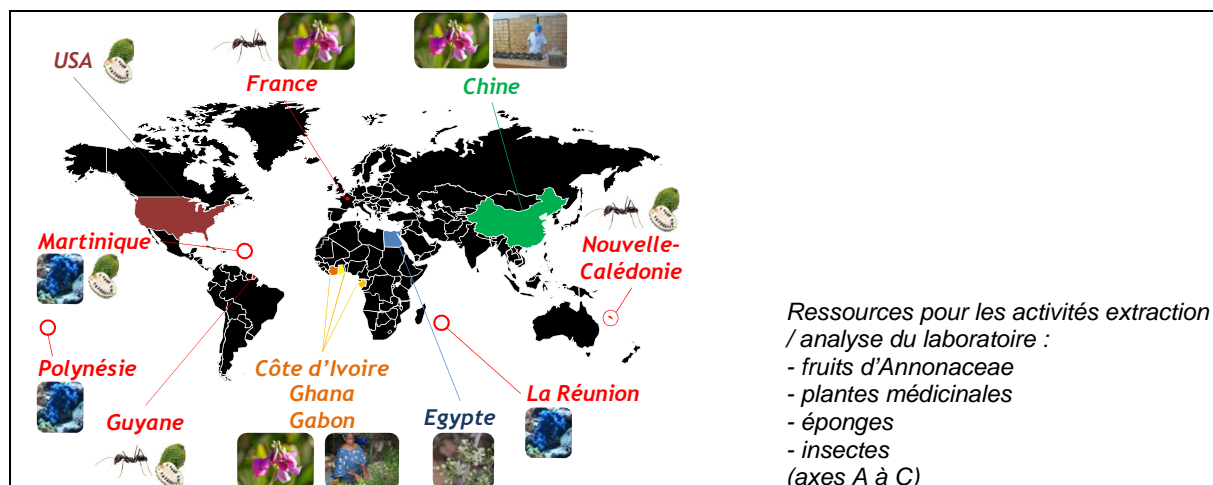 USA
France
Chine
Martinique
Nouvelle-
Calédonie
Polynésie
Guyane
Côte d’Ivoire
Ghana
Gabon
Egypte
La Réunion
Ressources pour les activités extraction
/ analyse du laboratoire :
- fruits d’Annonaceae
- plantes médicinales
- éponges
- insectes
(axes A à C)